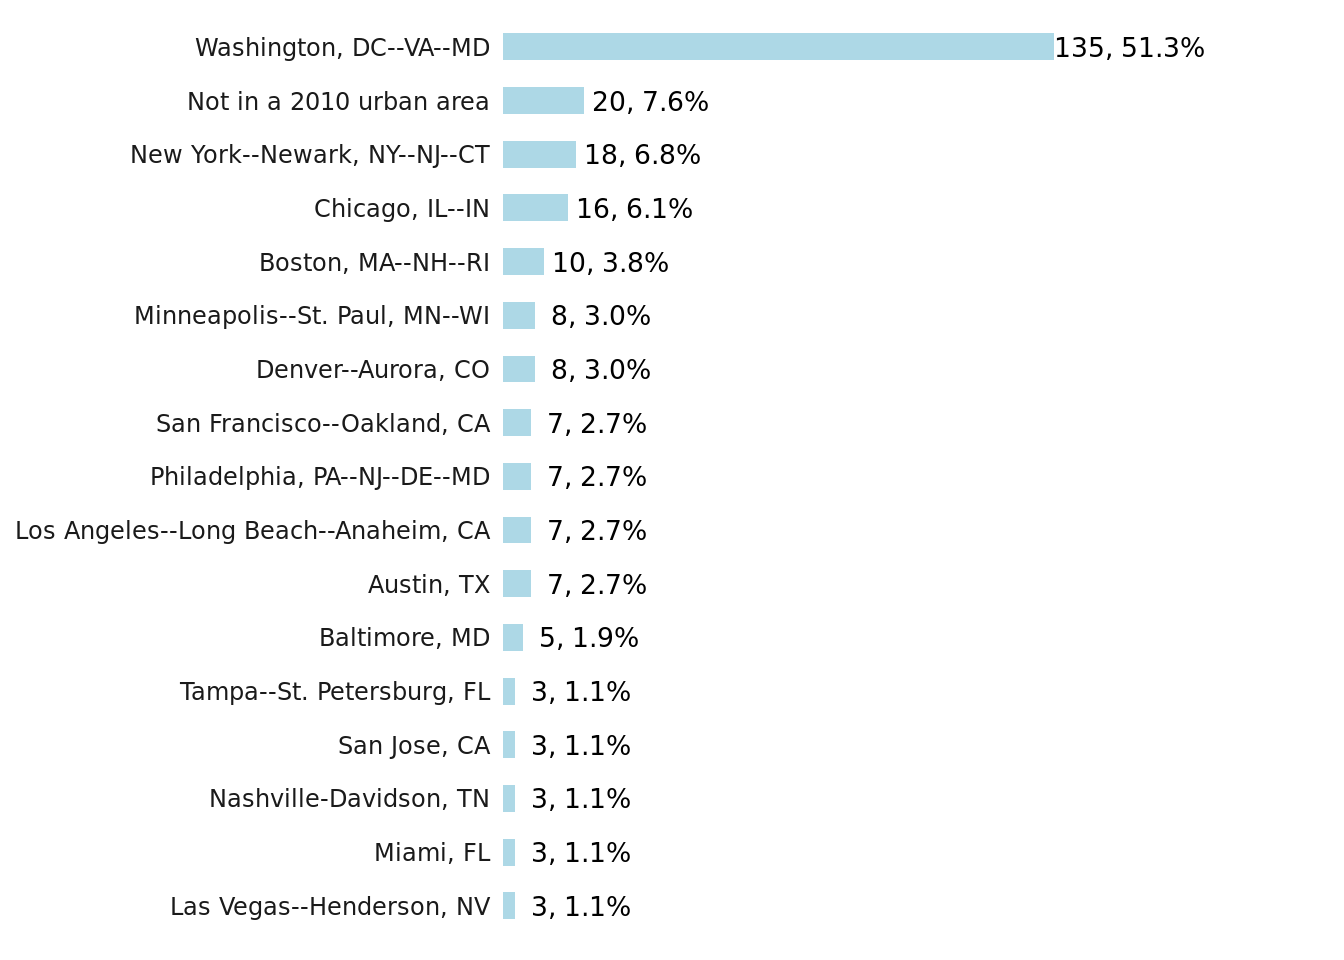 Washington, DC--VA--MD 135, 51.3%
Not in a 2010 urban area 20, 7.6%
New York--Newark, NY--NJ--CT 18, 6.8%
Chicago, IL--IN 16, 6.1%
Boston, MA--NH--RI 10, 3.8%
Minneapolis--St. Paul, MN--WI 8, 3.0%
Denver--Aurora, CO 8, 3.0%
San Francisco--Oakland, CA 7, 2.7%
Philadelphia, PA--NJ--DE--MD 7, 2.7%
Los Angeles--Long Beach--Anaheim, CA 7, 2.7%
Austin, TX 7, 2.7%
Baltimore, MD 5, 1.9%
Tampa--St. Petersburg, FL 3, 1.1%
San Jose, CA 3, 1.1%
Nashville-Davidson, TN 3, 1.1%
Miami, FL 3, 1.1%
Las Vegas--Henderson, NV 3, 1.1%